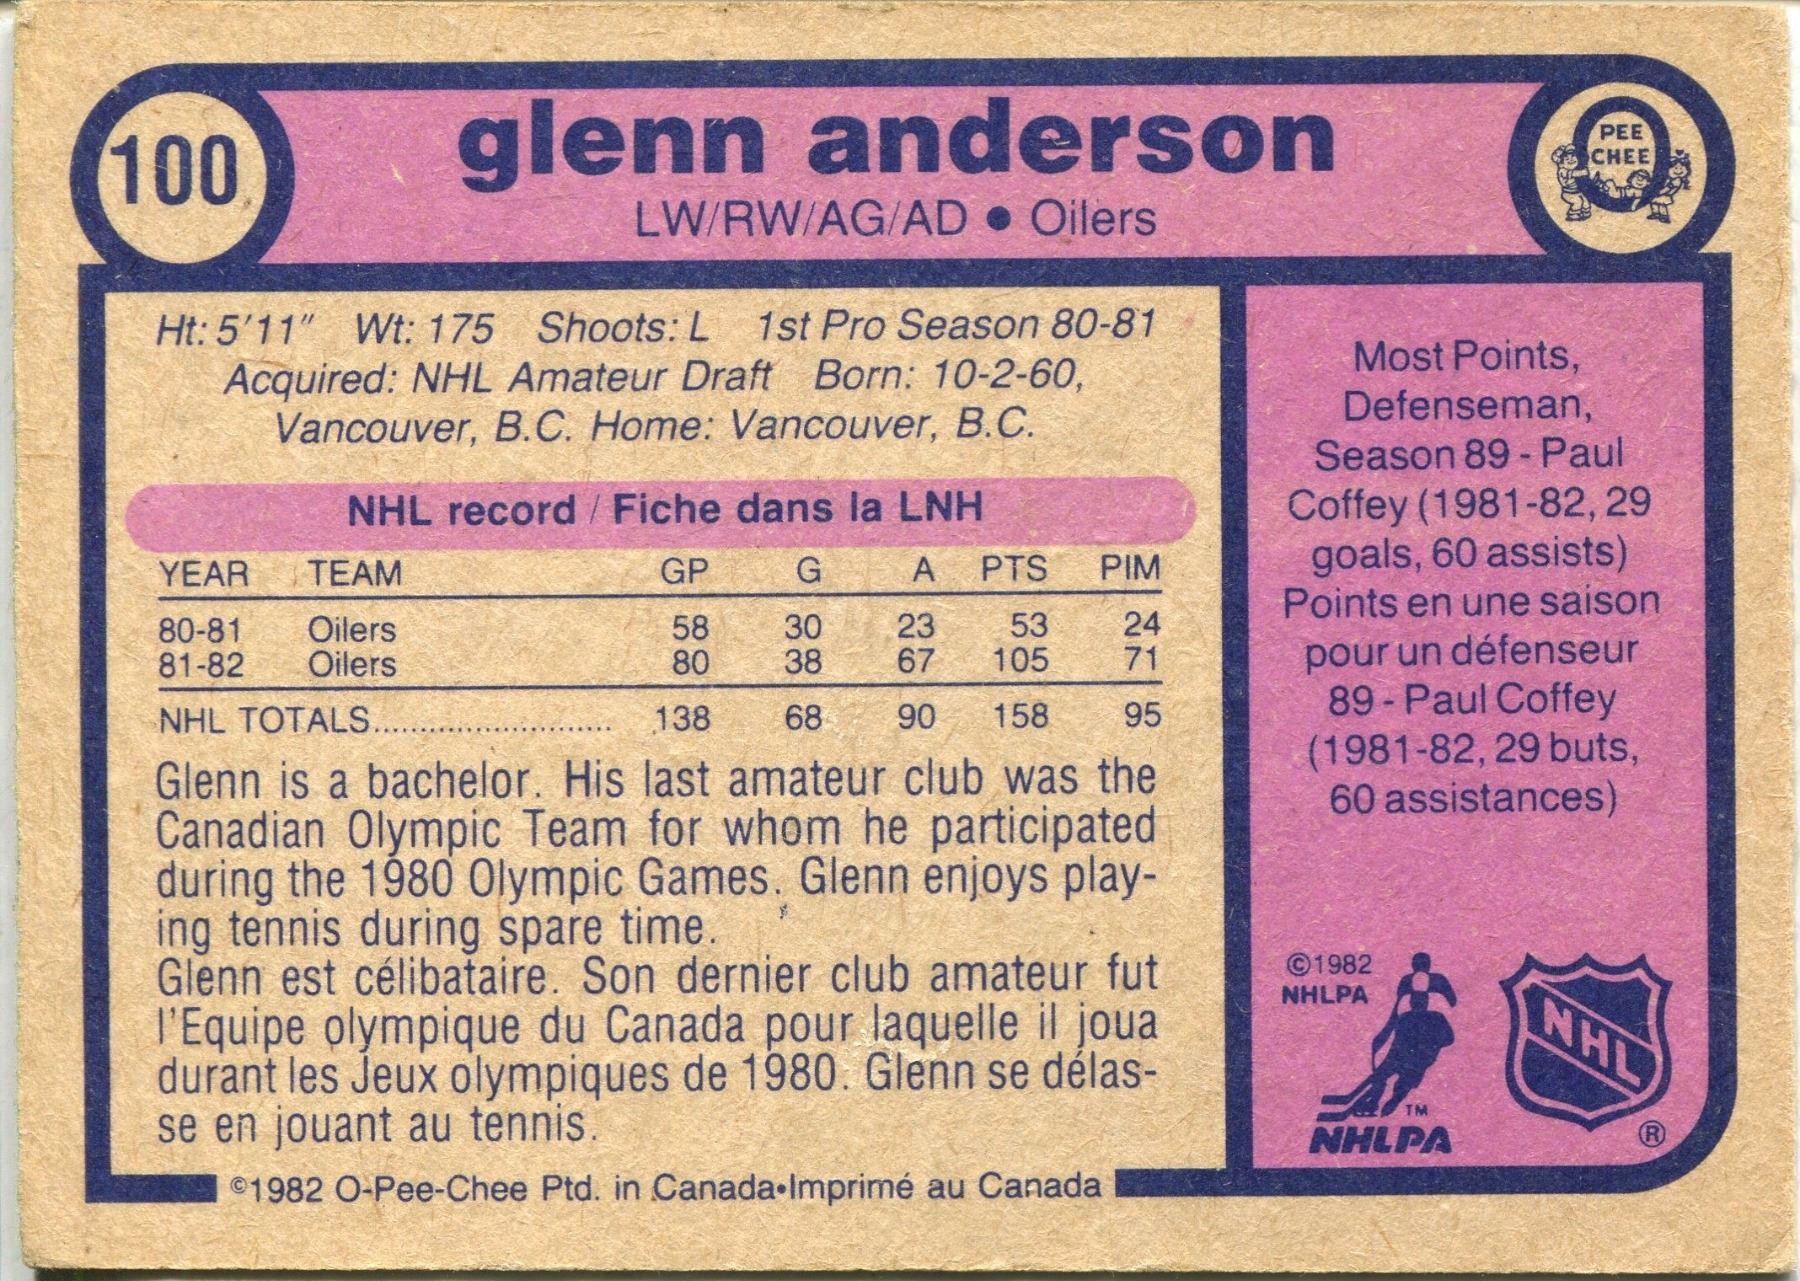 100
glenn anderson
LW/RW/AG/AD • Oilers
PEE
CHEE
Ht: 5'11" Wt: 175 Shoots: L 1st Pro Season 80-81
Acquired: NHL Amateur Draft Born: 10-2-60,
Vancouver, B.C. Home: Vancouver, B.C.
NHL record / Fiche dans la LNH
YEAR TEAM GP G A PTS PIM
80-81 Oilers 58 30 23 53 24
81-82 Oilers 80 38 67 105 71
NHL TOTALS.......................... 138 68 90 158 95
Glenn is a bachelor. His last amateur club was the
Canadian Olympic Team for whom he participated
during the 1980 Olympic Games. Glenn enjoys play-
ing tennis during spare time.
Glenn est célibataire. Son dernier club amateur fut
l'Equipe olympique du Canada pour laquelle il joua
durant les Jeux olympiques de 1980. Glenn se délas-
se en jouant au tennis.
©1982 O-Pee-Chee Ptd. in Canada•Imprimé au Canada
Most Points,
Defenseman,
Season 89 - Paul
Coffey (1981-82, 29
goals, 60 assists)
Points en une saison
pour un défenseur
89 - Paul Coffey
(1981-82, 29 buts,
60 assistances)
©1982
NHLPA
TM
NHLPA
NHL
®